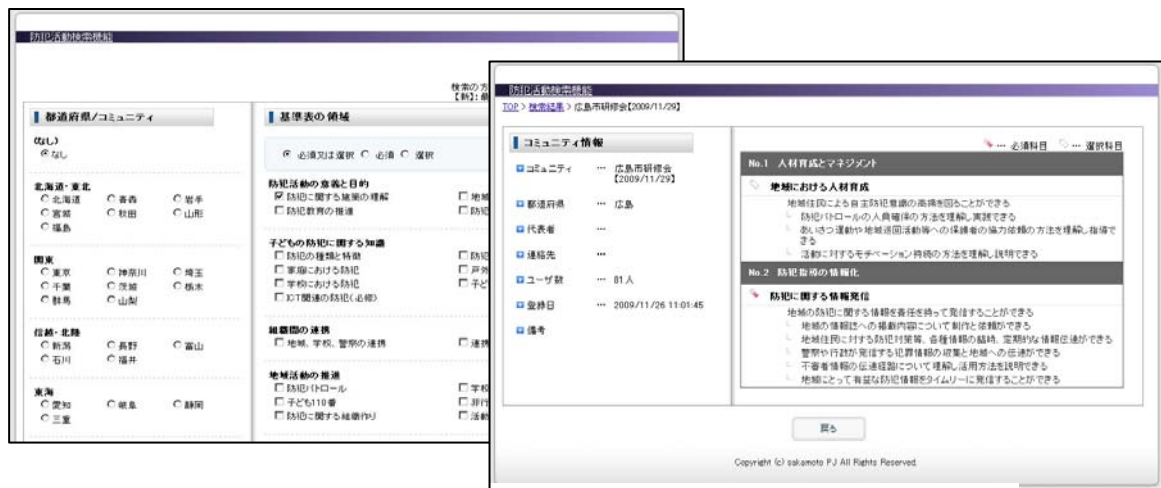 防犯活動検索機能
検索の方
【新】:最
都道府県/コミュニティ
(なし)
なし
北海道・東北
北海道 青森 岩手
宮城 秋田 山形
福島
関東
東京 神奈川 埼玉
千葉 茨城 栃木
群馬 山梨
信越・北陸
新潟 長野 富山
石川 福井
東海
愛知 岐阜 静岡
三重
基準表の領域
必須又は選択 必須 選択
防犯活動の意義と目的
防犯に関する施策の理解 地域
防犯教育の推進 防犯
子どもの防犯に関する知識
防犯の種類と特徴 防犯
家庭における防犯 戸外
学校における防犯 子ど
ICT関連の防犯(必修)
組織間の連携
地域、学校、警察の連携 連携
地域活動の推進
防犯パトロール 学校
子ども110番 非行
防犯に関する組織作り 活動
防犯活動検索機能
TOP > 検索結果 > 広島市研修会【2009/11/29】
コミュニティ情報
コミュニティ … 広島市研修会
【2009/11/29】
都道府県 … 広島
代表者 …
連絡先 …
ユーザ数 … 81人
登録日 … 2009/11/26 11:01:45
備考
… 必須科目 … 選択科目
No.1 人材育成とマネジメント
地域における人材育成
地域住民による自主防犯意識の高揚を図ることができる
防犯パトロールの人員確保の方法を理解し実践できる
あいさつ運動や地域巡回活動等への保護者の協力依頼の方法を理解し指導で
きる
活動に対するモチベーション持続の方法を理解し説明できる
No.2 防犯指導の情報化
防犯に関する情報発信
地域の防犯に関する情報を責任を持って発信することができる
地域の情報誌への掲載内容について制作と依頼ができる
地域住民に対する防犯対策等、各種情報の臨時、定期的な情報伝達ができる
警察や行政が発信する犯罪情報の収集と地域への伝達ができる
不審者情報の伝達経路について理解し活用方法を説明できる
地域にとって有益な防犯情報をタイムリーに発信することができる
戻る
Copyright (c) sakamoto PJ All Rights Reserved.